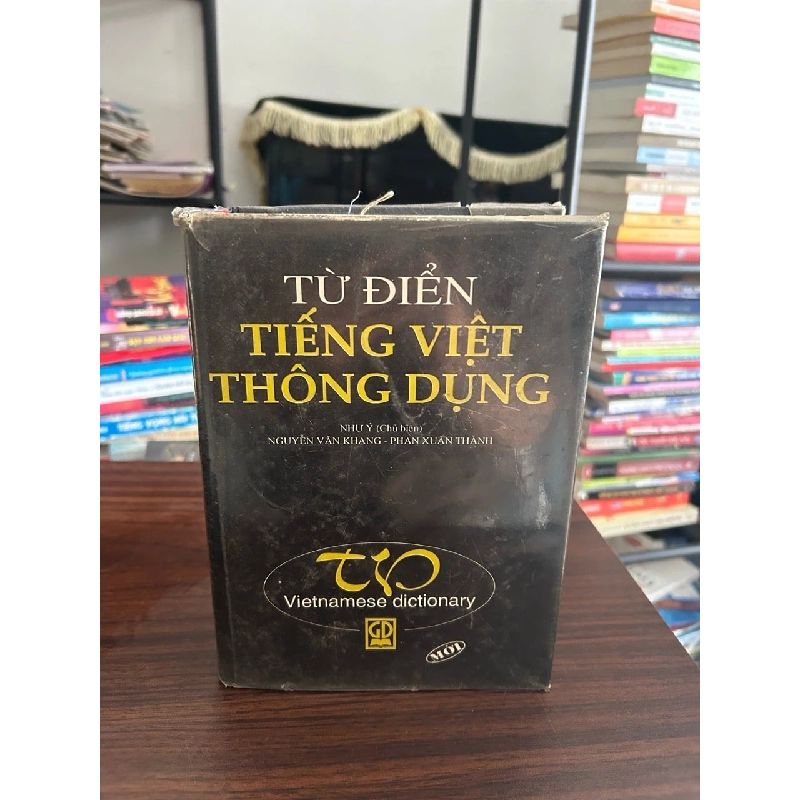 TỪ ĐIỂN
TIẾNG VIỆT
THÔNG DỤNG
NHƯ Ý (Chủ biên)
NGUYỄN VĂN KHANG - PHAN XUÂN THÀNH
Vietnamese dictionary
GD
MỚI